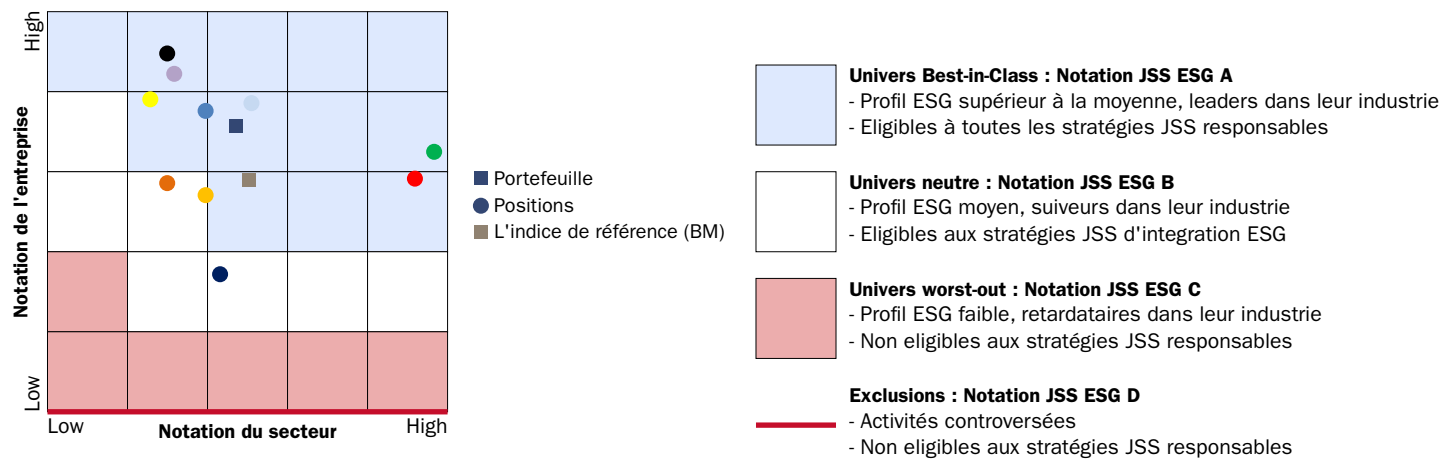 High
Notation de l'entreprise
Low
Low
Notation du secteur
High
Portefeuille
Positions
L'indice de référence (BM)
Univers Best-in-Class : Notation JSS ESG A
- Profil ESG supérieur à la moyenne, leaders dans leur industrie
- Eligibles à toutes les stratégies JSS responsables
Univers neutre : Notation JSS ESG B
- Profil ESG moyen, suiveurs dans leur industrie
- Eligibles aux stratégies JSS d'integration ESG
Univers worst-out : Notation JSS ESG C
- Profil ESG faible, retardataires dans leur industrie
- Non eligibles aux stratégies JSS responsables
Exclusions : Notation JSS ESG D
- Activités controversées
- Non eligibles aux stratégies JSS responsables